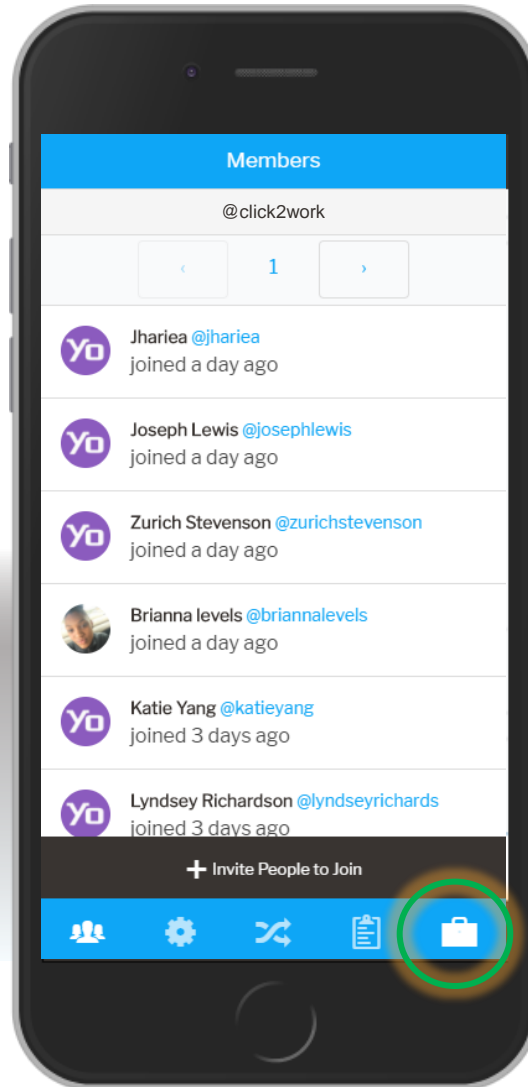 Members
@click2work
‹ 1 ›
Yo
Jhariea @jhariea
joined a day ago
Yo
Joseph Lewis @josephlewis
joined a day ago
Yo
Zurich Stevenson @zurichstevenson
joined a day ago
Brianna levels @briannalevels
joined a day ago
Yo
Katie Yang @katieyang
joined 3 days ago
Yo
Lyndsey Richardson @lyndseyrichards
joined 3 days ago
+ Invite People to Join